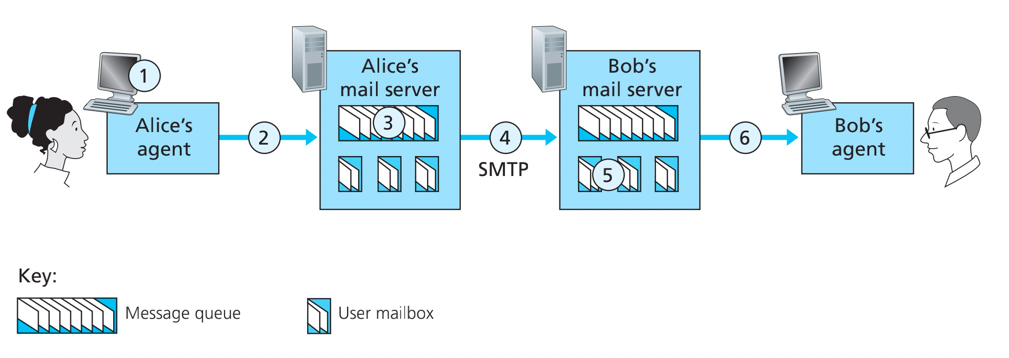 1
Alice's
agent
2
Alice's
mail server
3
4
SMTP
Bob's
mail server
5
6
Bob's
agent
Key:
Message queue
User mailbox